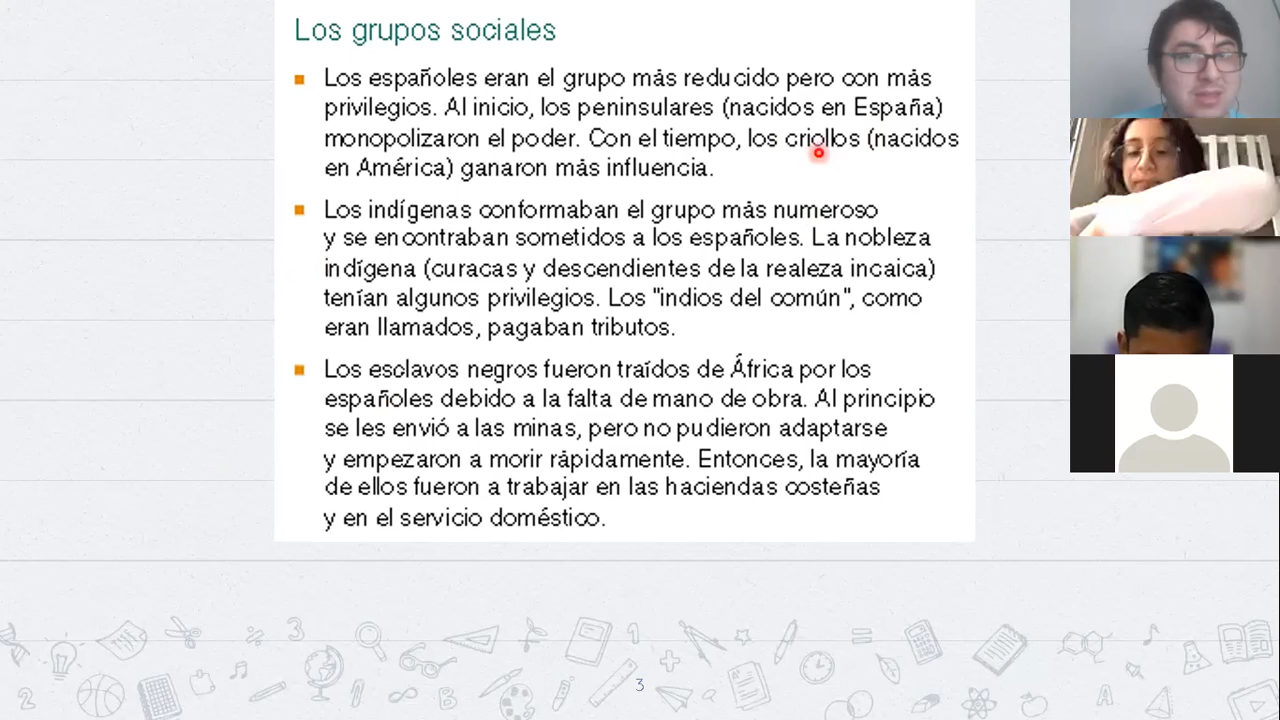 Los grupos sociales
Los españoles eran el grupo más reducido pero con más
privilegios. Al inicio, los peninsulares (nacidos en España)
monopolizaron el poder. Con el tiempo, los criollos (nacidos
en América) ganaron más influencia.
Los indígenas conformaban el grupo más numeroso
y se encontraban sometidos a los españoles. La nobleza
indígena (curacas y descendientes de la realeza incaica)
tenían algunos privilegios. Los "indios del común", como
eran llamados, pagaban tributos.
Los esclavos negros fueron traídos de África por los
españoles debido a la falta de mano de obra. Al principio
se les envió a las minas, pero no pudieron adaptarse
y empezaron a morir rápidamente. Entonces, la mayoría
de ellos fueron a trabajar en las haciendas costeñas
y en el servicio doméstico.
3